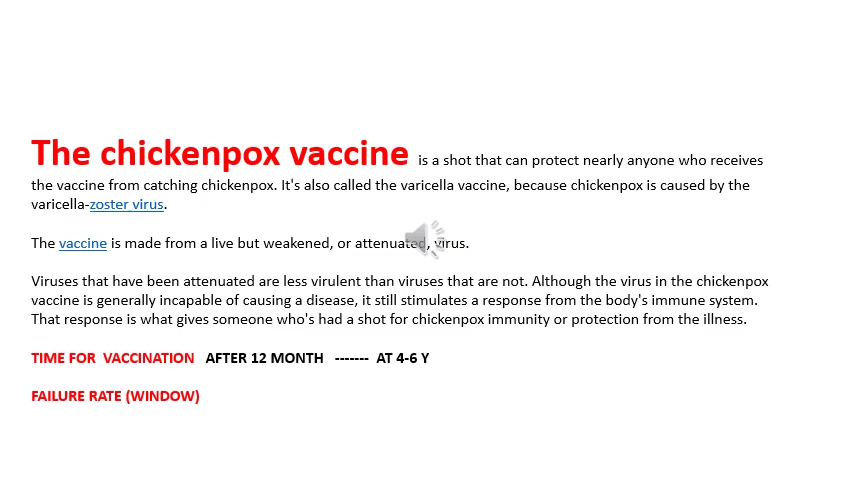 The chickenpox vaccine is a shot that can protect nearly anyone who receives
the vaccine from catching chickenpox. It's also called the varicella vaccine, because chickenpox is caused by the
varicella-zoster virus.
The vaccine is made from a live but weakened, or attenuated, virus.
Viruses that have been attenuated are less virulent than viruses that are not. Although the virus in the chickenpox
vaccine is generally incapable of causing a disease, it still stimulates a response from the body's immune system.
That response is what gives someone who's had a shot for chickenpox immunity or protection from the illness.
TIME FOR VACCINATION AFTER 12 MONTH ------- AT 4-6 Y
FAILURE RATE (WINDOW)